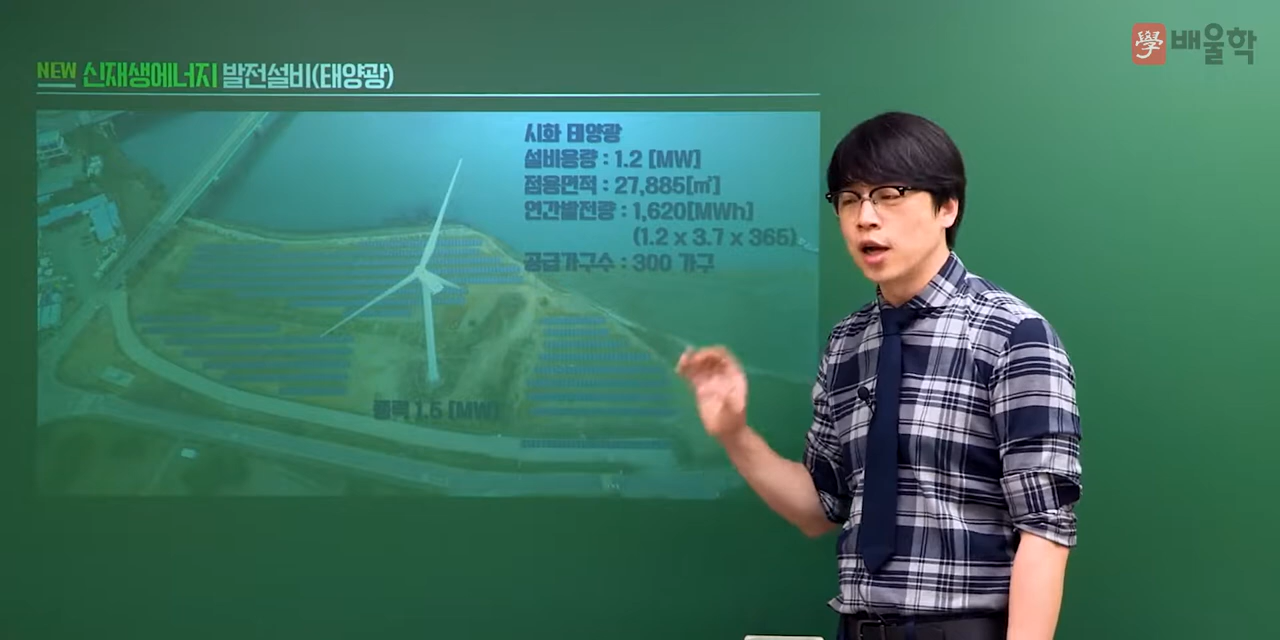 學 배울학
NEW 신재생에너지 발전설비(태양광)
시화 태양광
설비용량 : 1.2 [MW]
점용면적 : 27,885[㎡]
연간발전량 : 1,620[MWh]
(1.2 x 3.7 x 365)
공급가구수 : 300 가구
풍력 1.5 [MW]